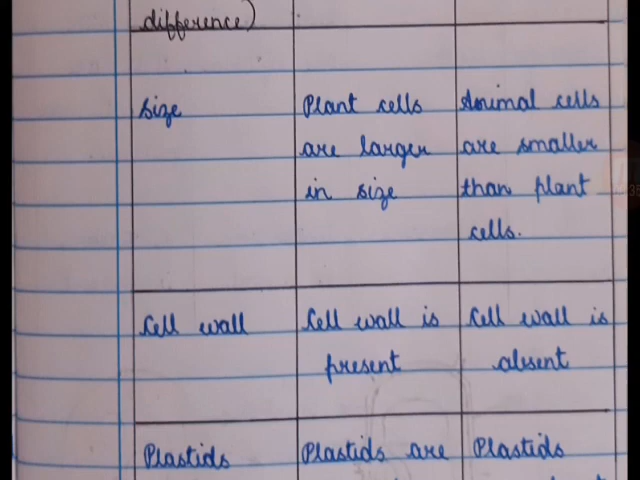 difference)
Size
Plant cells
are larger
in size
Animal cells
are smaller
than plant
cells.
Cell wall
Cell wall is
present
Cell wall is
absent
Plastids
Plastids are
Plastids